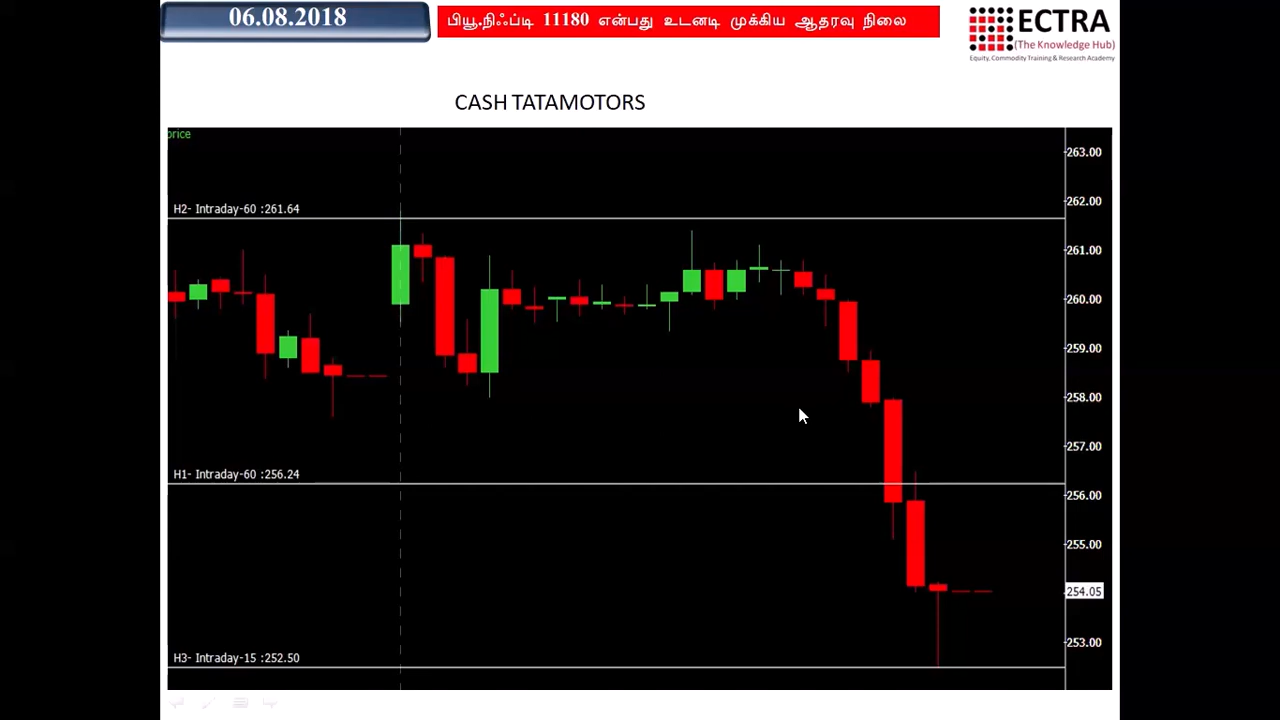 06.08.2018
பியூ.நிஃப்டி 11180 என்பது உடனடி முக்கிய ஆதரவு நிலை
ECTRA
(The Knowledge Hub)
Equity, Commodity Training & Research Academy
CASH TATAMOTORS
price
263.00
H2- Intraday-60 :261.64
262.00
261.00
260.00
259.00
258.00
257.00
H1- Intraday-60 :256.24
256.00
255.00
254.05
253.00
H3- Intraday-15 :252.50